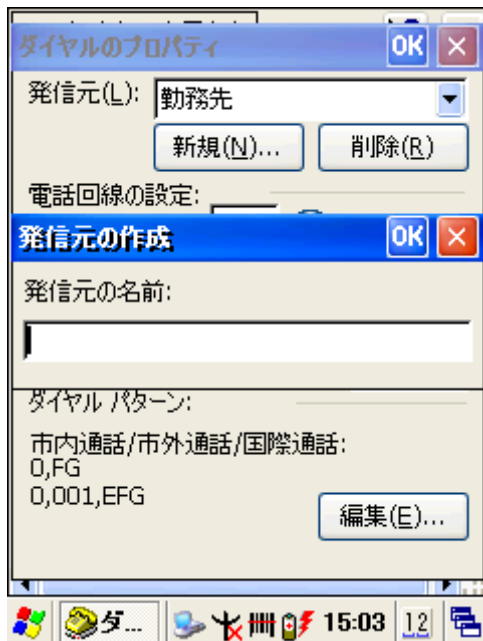 ダイヤルのプロパティ OK
発信元(L): 勤務先
新規(N)... 削除(R)
電話回線の設定:
発信元の作成 OK
発信元の名前:
ダイヤル パターン:
市内通話/市外通話/国際通話:
0,FG
0,001,EFG
編集(E)...
ダ... 15:03 12